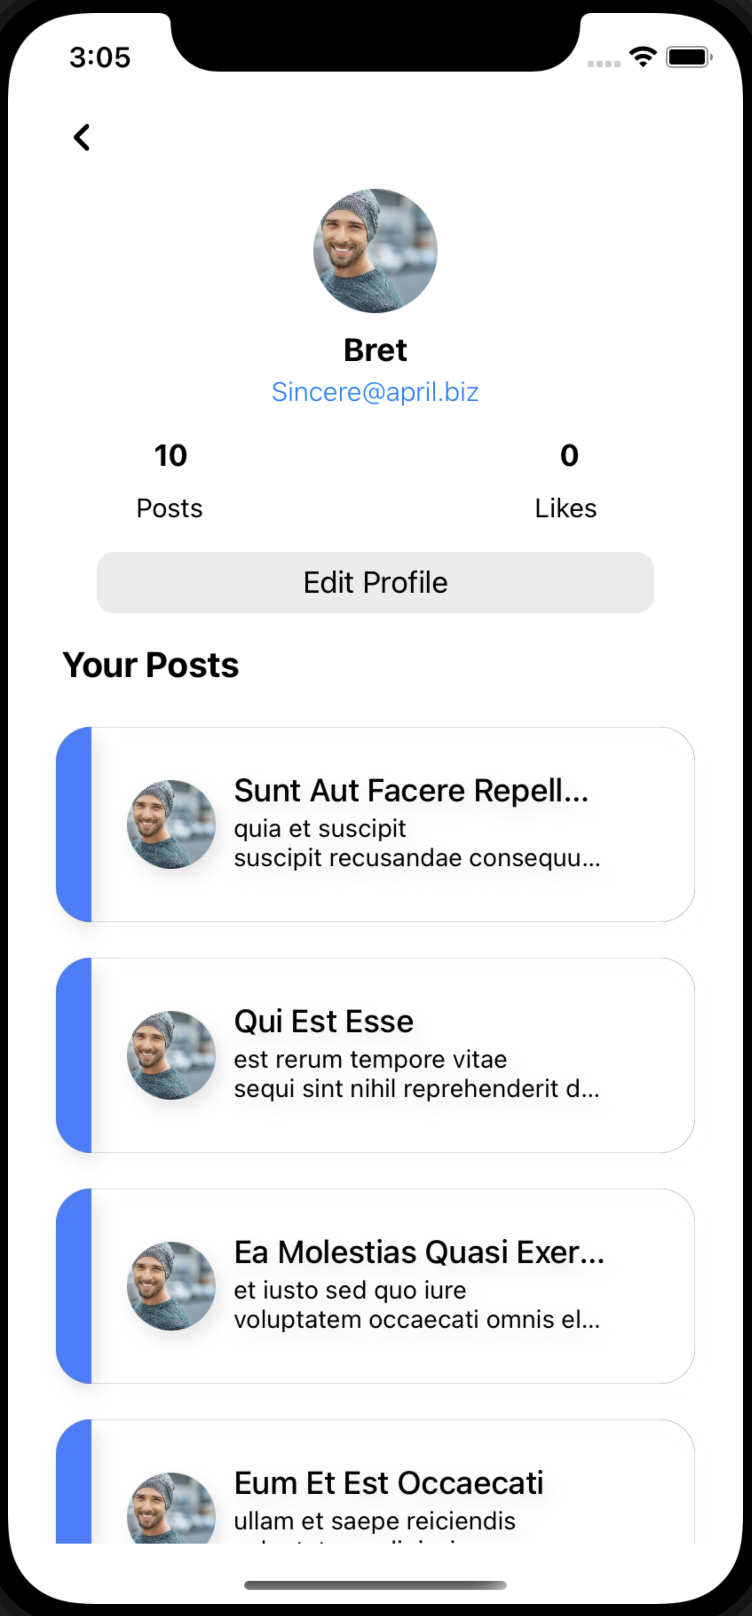 3:05
Bret
Sincere@april.biz
10
0
Posts
Likes
Edit Profile
Your Posts
Sunt Aut Facere Repell...
quia et suscipit
suscipit recusandae consequu...
Qui Est Esse
est rerum tempore vitae
sequi sint nihil reprehenderit d...
Ea Molestias Quasi Exer...
et iusto sed quo iure
voluptatem occaecati omnis el...
Eum Et Est Occaecati
ullam et saepe reiciendis